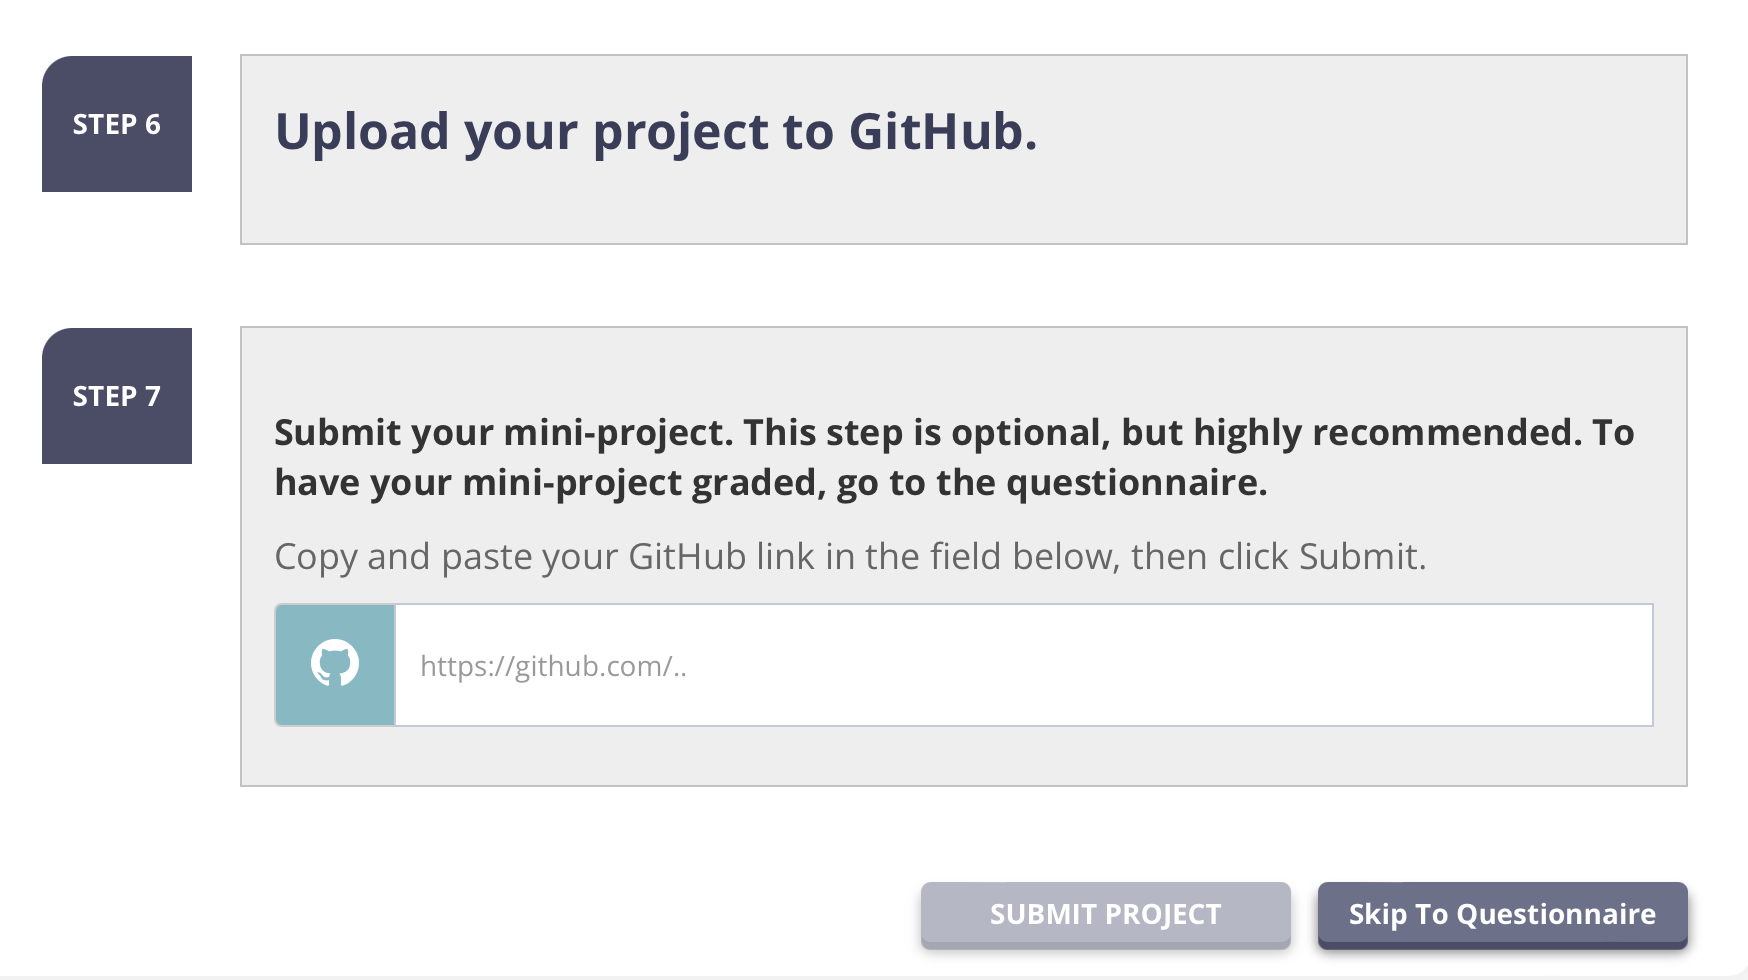 STEP 6
Upload your project to GitHub.
STEP 7
Submit your mini-project. This step is optional, but highly recommended. To
have your mini-project graded, go to the questionnaire.
Copy and paste your GitHub link in the field below, then click Submit.
https://github.com/..
SUBMIT PROJECT
Skip To Questionnaire